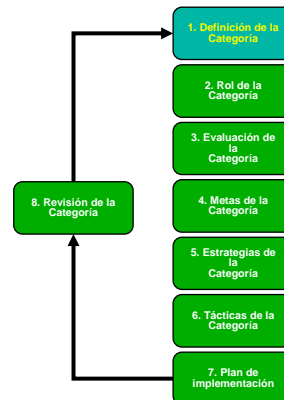 1. Definición de la
Categoría
2. Rol de la
Categoría
3. Evaluación de
la
Categoría
8. Revisión de la
Categoría
4. Metas de la
Categoría
5. Estrategias de
la
Categoría
6. Tácticas de la
Categoría
7. Plan de
implementación